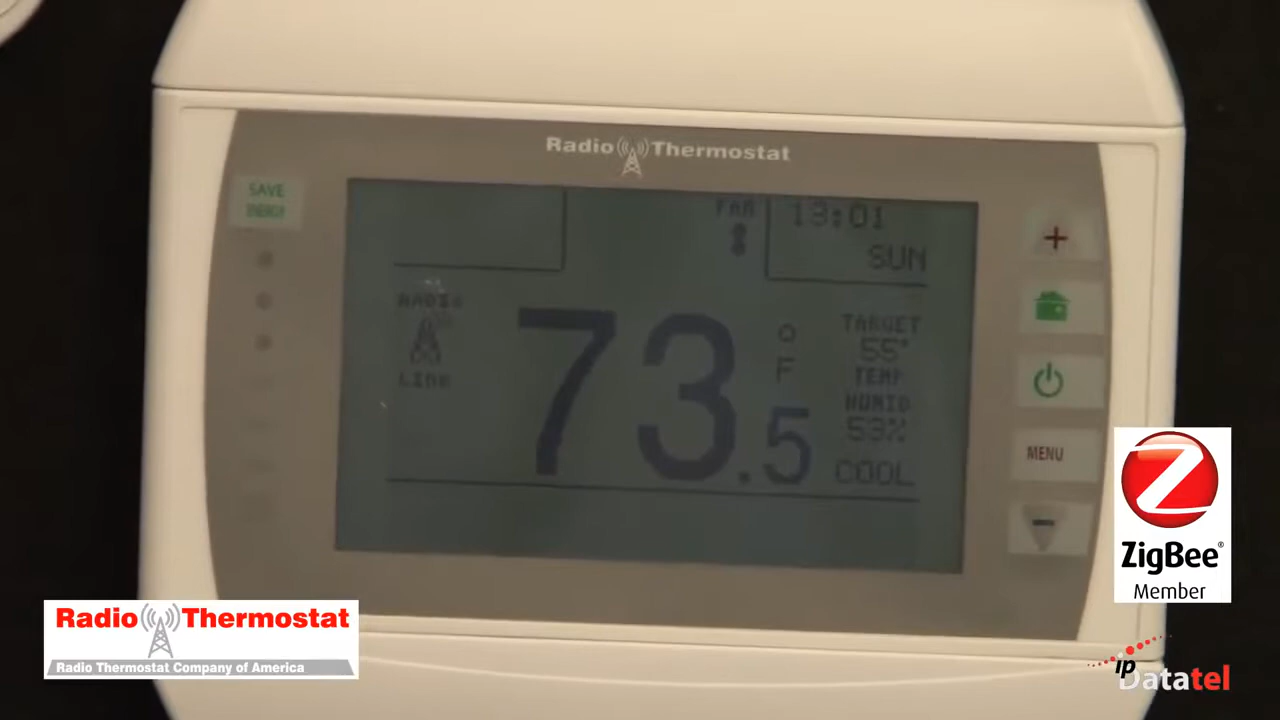 Radio Thermostat
SAVE
ENERGY
FAN
13:01
SUN
RADIO
LINK
73.5
°
F
TARGET
55°
TEMP
HUMID
53%
COOL
+
MENU
-
Z
ZigBee®
Member
Radio Thermostat
Radio Thermostat Company of America
ip
Datatel